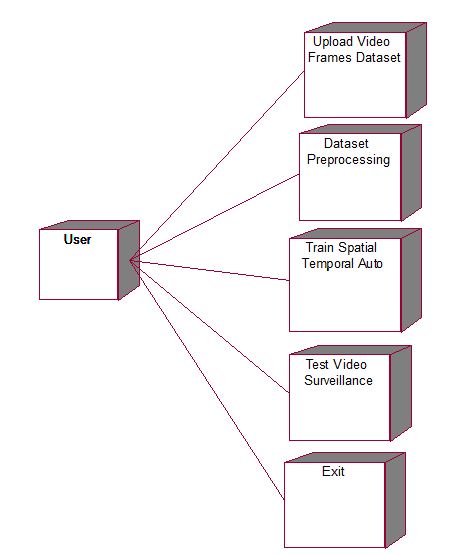 Upload Video
Frames Dataset
Dataset
Preprocessing
User
Train Spatial
Temporal Auto
Test Video
Surveillance
Exit